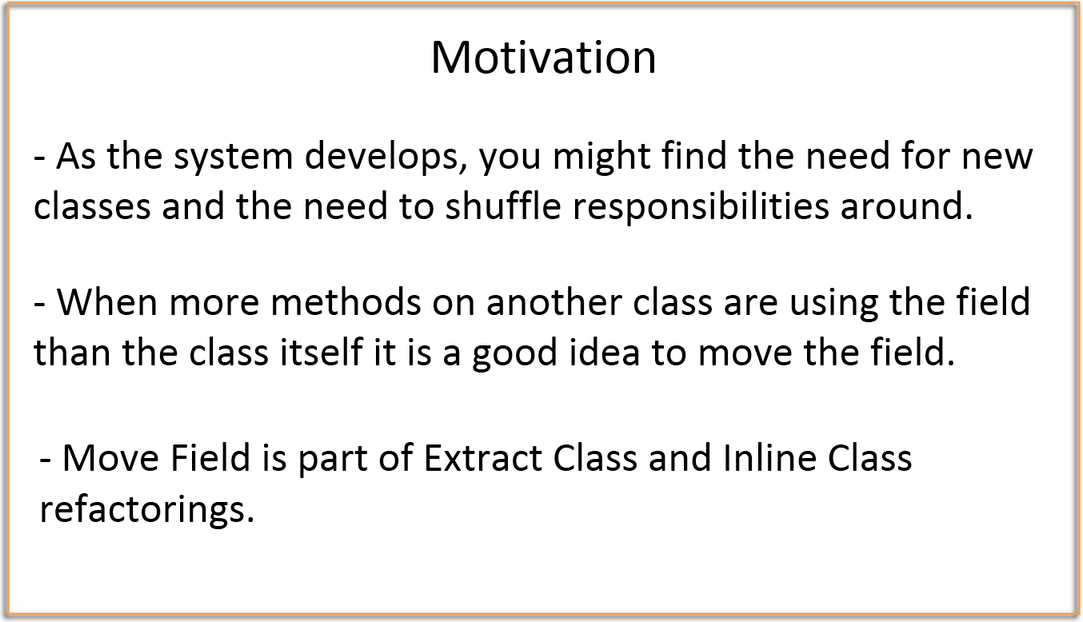 Motivation
- As the system develops, you might find the need for new
classes and the need to shuffle responsibilities around.
- When more methods on another class are using the field
than the class itself it is a good idea to move the field.
- Move Field is part of Extract Class and Inline Class
refactorings.